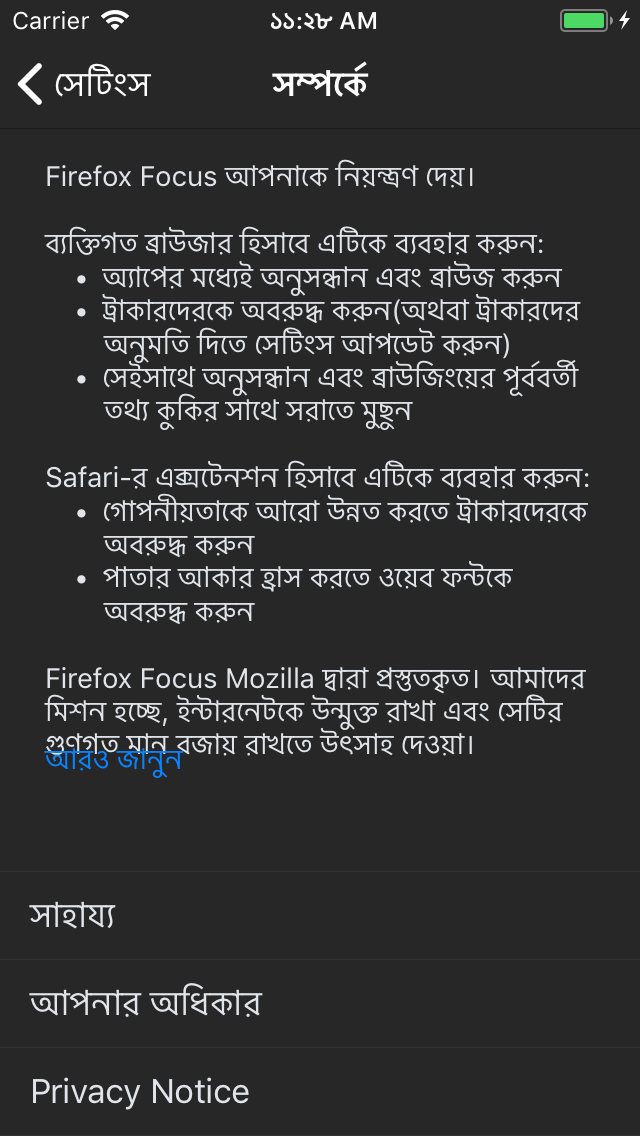 Carrier ১১:২৮ AM
সেটিংস সম্পর্কে
Firefox Focus আপনাকে নিয়ন্ত্রণ দেয়।
ব্যক্তিগত ব্রাউজার হিসাবে এটিকে ব্যবহার করুন:
• অ্যাপের মধ্যেই অনুসন্ধান এবং ব্রাউজ করুন
• ট্রাকারদেরকে অবরুদ্ধ করুন(অথবা ট্রাকারদের
অনুমতি দিতে সেটিংস আপডেট করুন)
• সেইসাথে অনুসন্ধান এবং ব্রাউজিংয়ের পূর্ববর্তী
তথ্য কুকির সাথে সরাতে মুছুন
Safari-র এক্সটেনশন হিসাবে এটিকে ব্যবহার করুন:
• গোপনীয়তাকে আরো উন্নত করতে ট্রাকারদেরকে
অবরুদ্ধ করুন
• পাতার আকার হ্রাস করতে ওয়েব ফন্টকে
অবরুদ্ধ করুন
Firefox Focus Mozilla দ্বারা প্রস্তুতকৃত। আমাদের
মিশন হচ্ছে, ইন্টারনেটকে উন্মুক্ত রাখা এবং সেটির
গুণগত মান বজায় রাখতে উৎসাহ দেওয়া।
আরও জানুন
সাহায্য
আপনার অধিকার
Privacy Notice